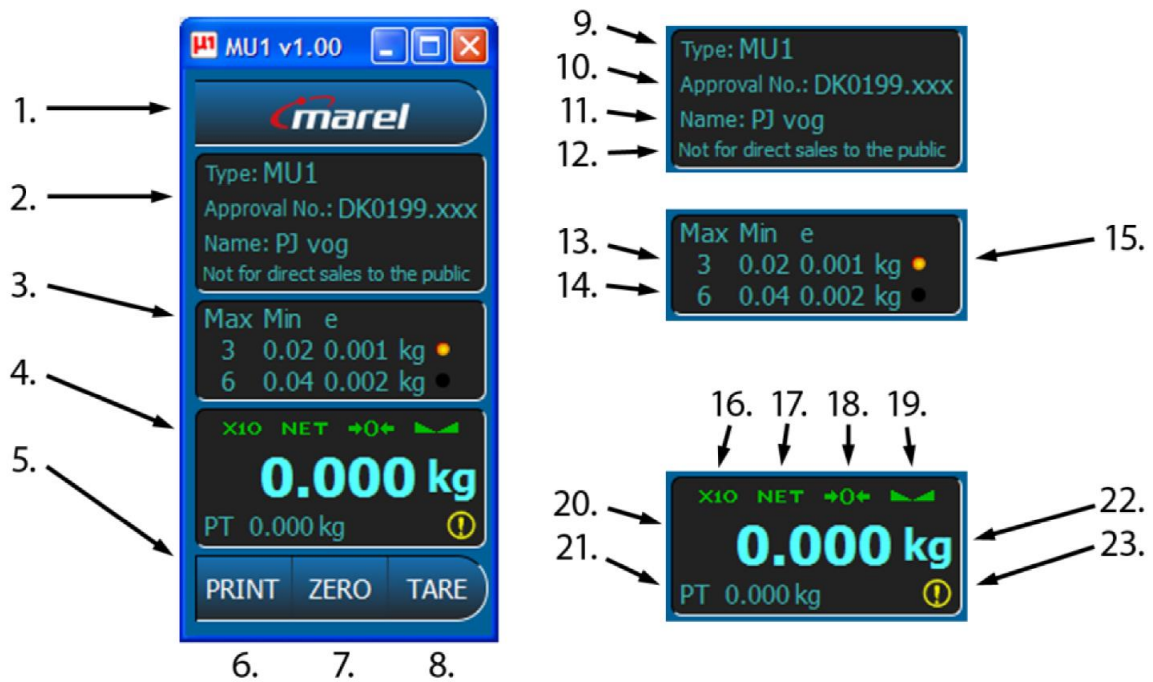 μ1 MU1 v1.00
marel
Type: MU1
Approval No.: DK0199.xxx
Name: PJ vog
Not for direct sales to the public
Max Min e
3 0.02 0.001 kg
6 0.04 0.002 kg
X10 NET →0←
0.000 kg
PT 0.000 kg
PRINT ZERO TARE
1.
2.
3.
4.
5.
6. 7. 8.
9.
10.
11.
12.
Type: MU1
Approval No.: DK0199.xxx
Name: PJ vog
Not for direct sales to the public
13.
14.
15.
Max Min e
3 0.02 0.001 kg
6 0.04 0.002 kg
16. 17. 18. 19.
20.
21.
22.
23.
X10 NET →0←
0.000 kg
PT 0.000 kg